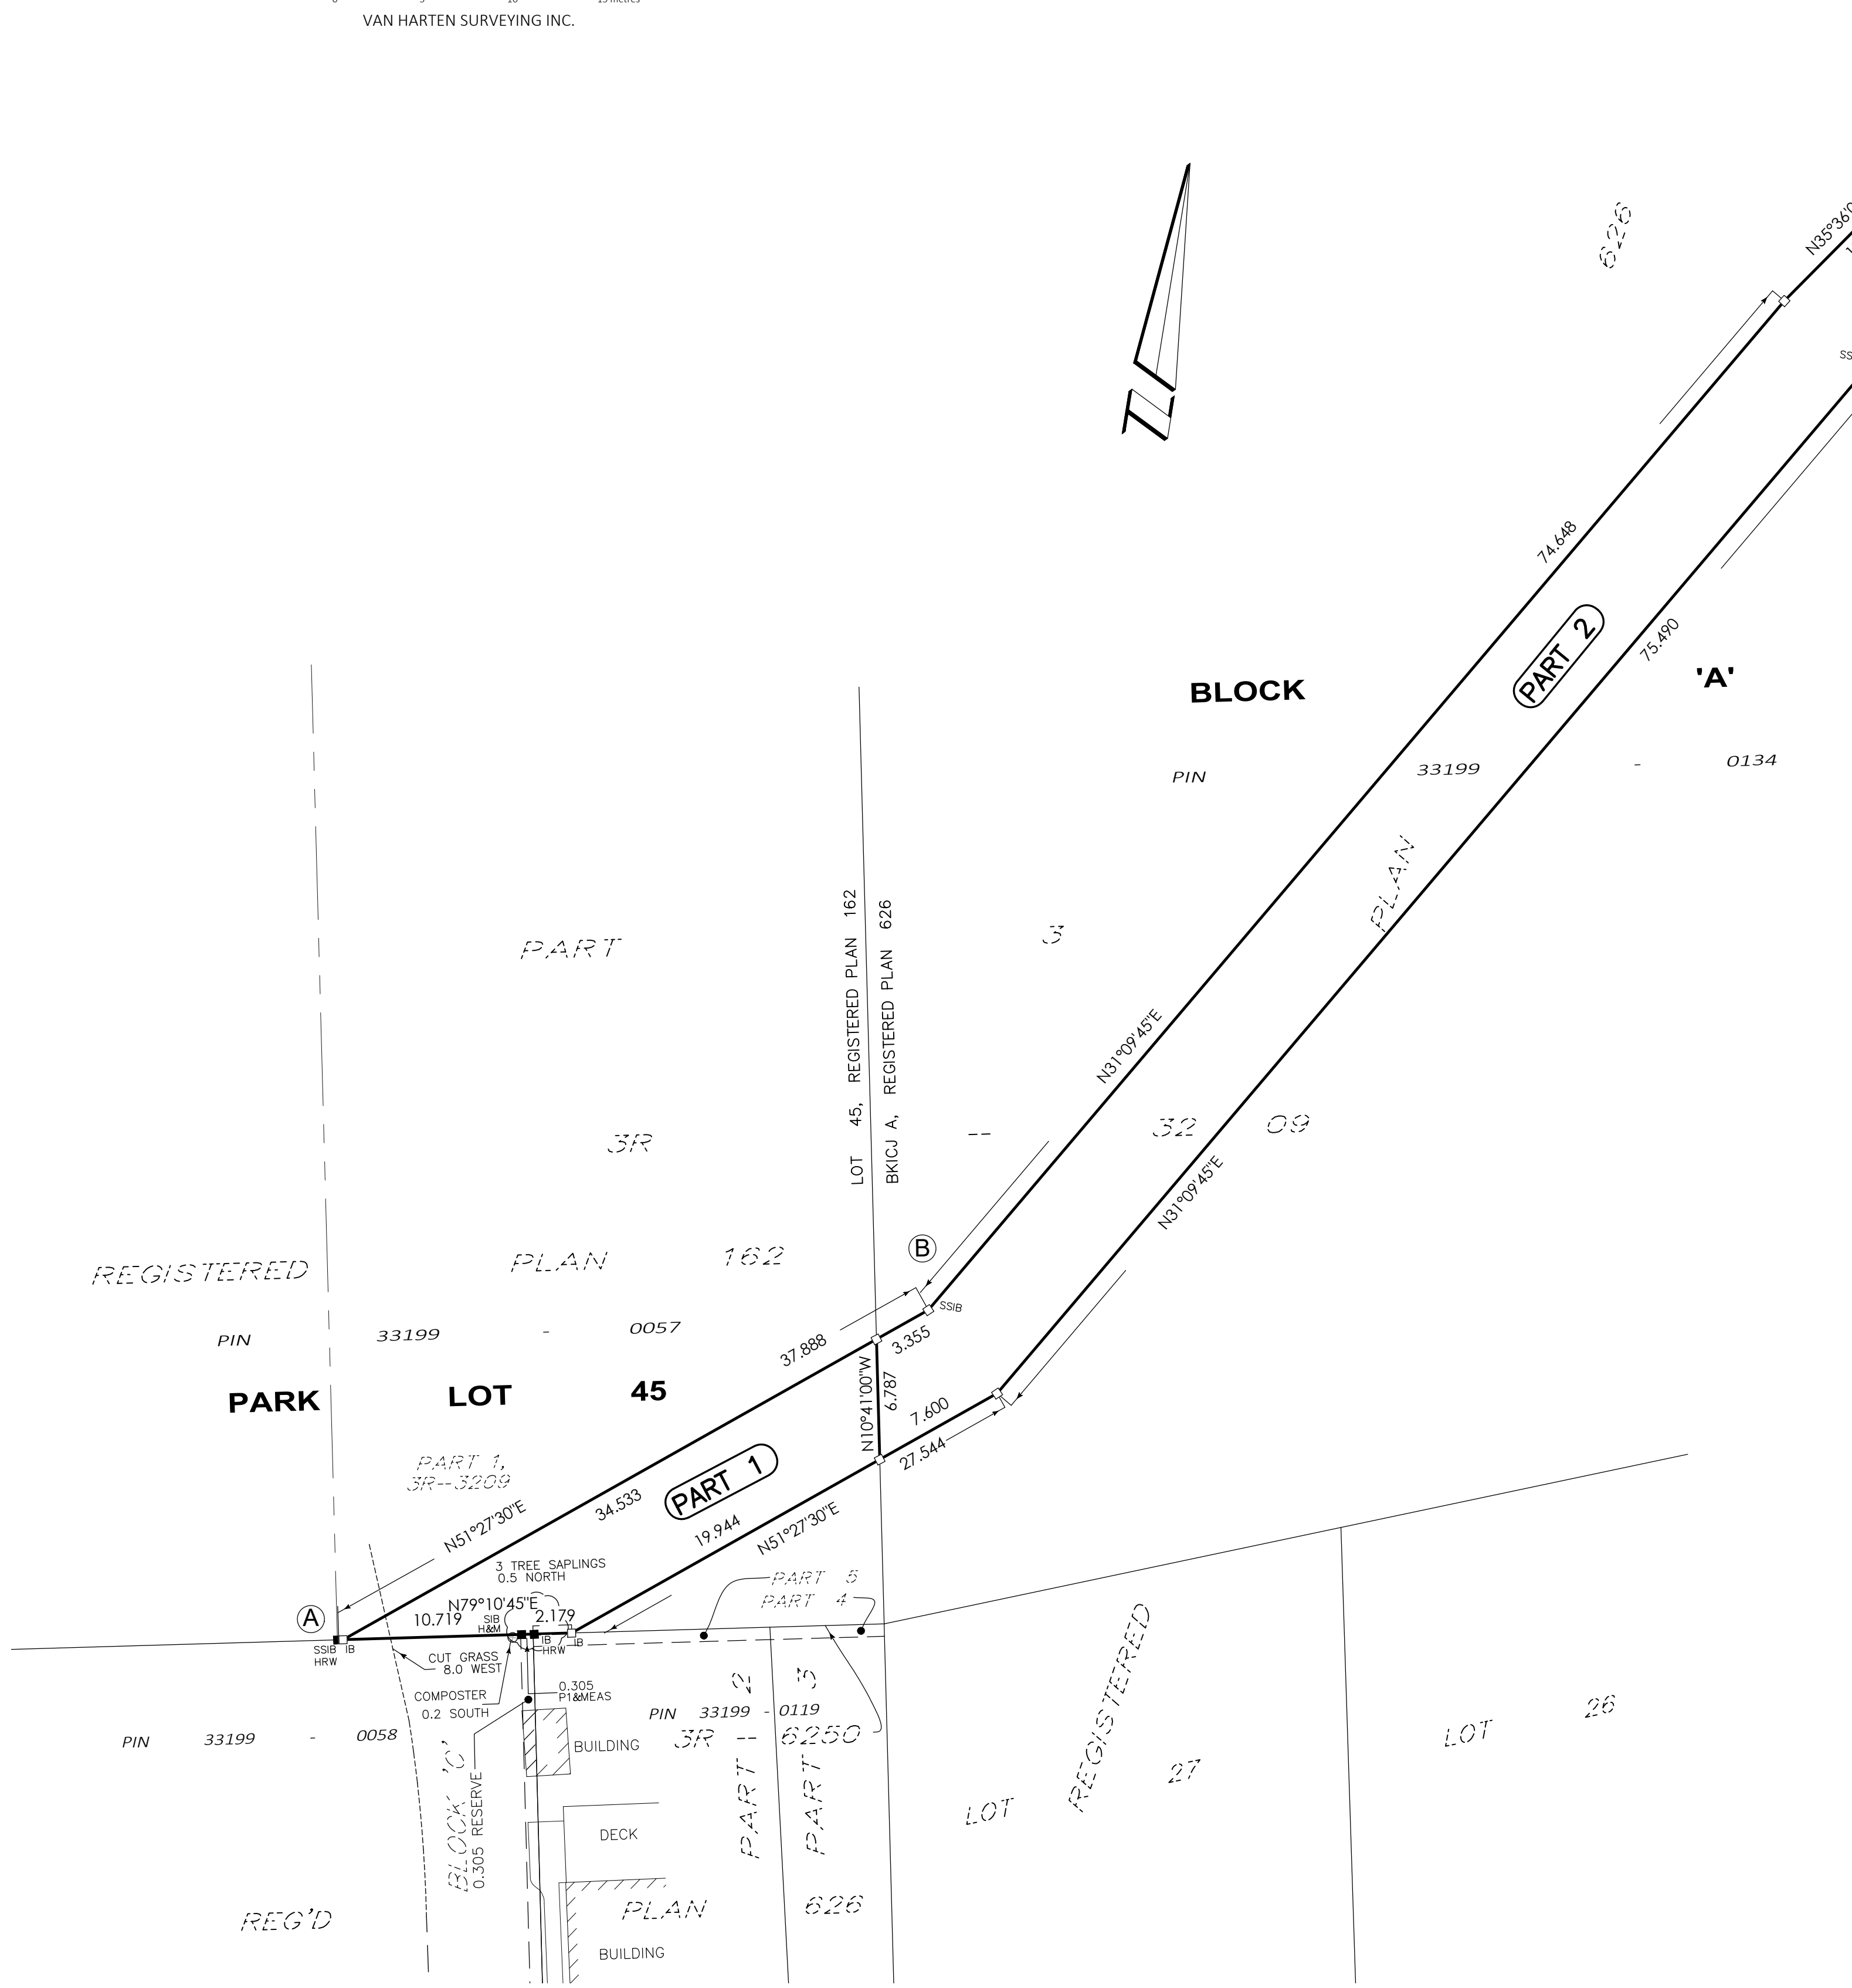 VAN HARTEN SURVEYING INC.
626
74.648
PART 2
75.490
BLOCK 'A'
PIN 33199 - 0134
PLAN
LOT 45, REGISTERED PLAN 162
BKICJ A, REGISTERED PLAN 626
PART 3
N31°09'45"E
3R -- 32 09
N31°09'45"E
B
REGISTERED PLAN 162
SSIB
PIN 33199 - 0057
37.888
3.355
N10°41'00"W
6.787
PARK LOT 45
7.600
27.544
PART 1,
3R--3209
PART 1
N51°27'30"E
34.533
19.944
N51°27'30"E
3 TREE SAPLINGS
0.5 NORTH
PART 5
PART 4
N79°10'45"E
A
10.719
SIB
H&M
2.179
SSIB IB
HRW
IB
HRW
IB
CUT GRASS
8.0 WEST
COMPOSTER
0.2 SOUTH
0.305
P1&MEAS
PIN 33199 - 0119
3R -- 6250
PIN 33199 - 0058
BUILDING
BLOCK 'C'
0.305 RESERVE
PART 2
PART 3
PART 2
PART 3
DECK
REGISTERED
LOT 27
LOT 26
REG'D
PLAN 626
BUILDING